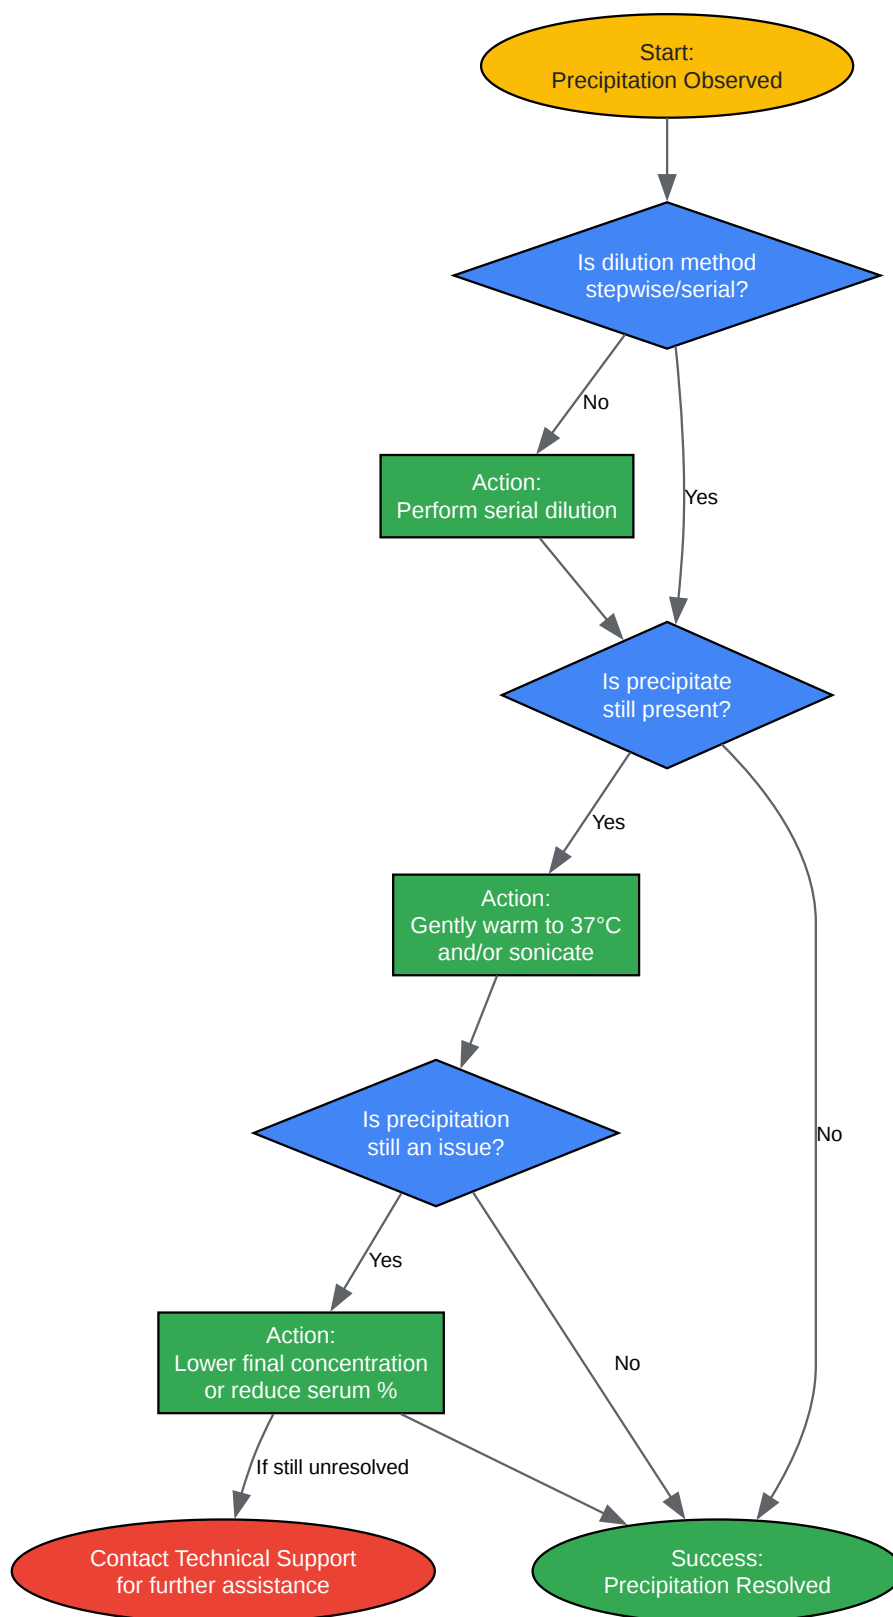 Start:
Precipitation Observed
Is dilution method
stepwise/serial?
No
Action:
Perform serial dilution
Yes
Is precipitate
still present?
Yes
Action:
Gently warm to 37°C
and/or sonicate
Is precipitation
still an issue?
No
Yes
Action:
Lower final concentration
or reduce serum %
No
If still unresolved
Contact Technical Support
for further assistance
Success:
Precipitation Resolved